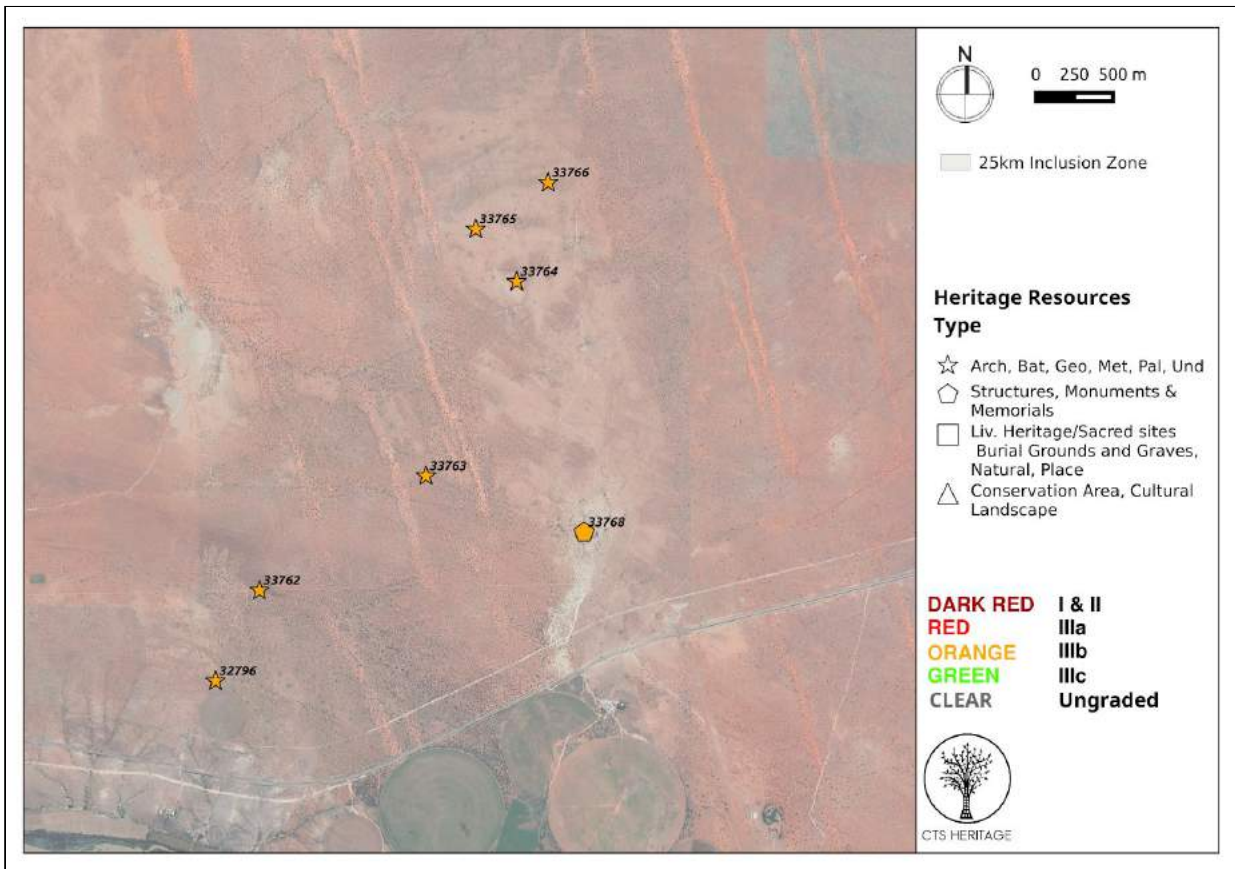 33766
33765
33764
33763
33768
33762
32796
N
0 250 500 m
25km Inclusion Zone
Heritage Resources
Type
Arch, Bat, Geo, Met, Pal, Und
Structures, Monuments &
Memorials
Liv. Heritage/Sacred sites
Burial Grounds and Graves,
Natural, Place
Conservation Area, Cultural
Landscape
DARK RED I & II
RED IIIa
ORANGE IIIb
GREEN IIIc
CLEAR Ungraded
CTS HERITAGE